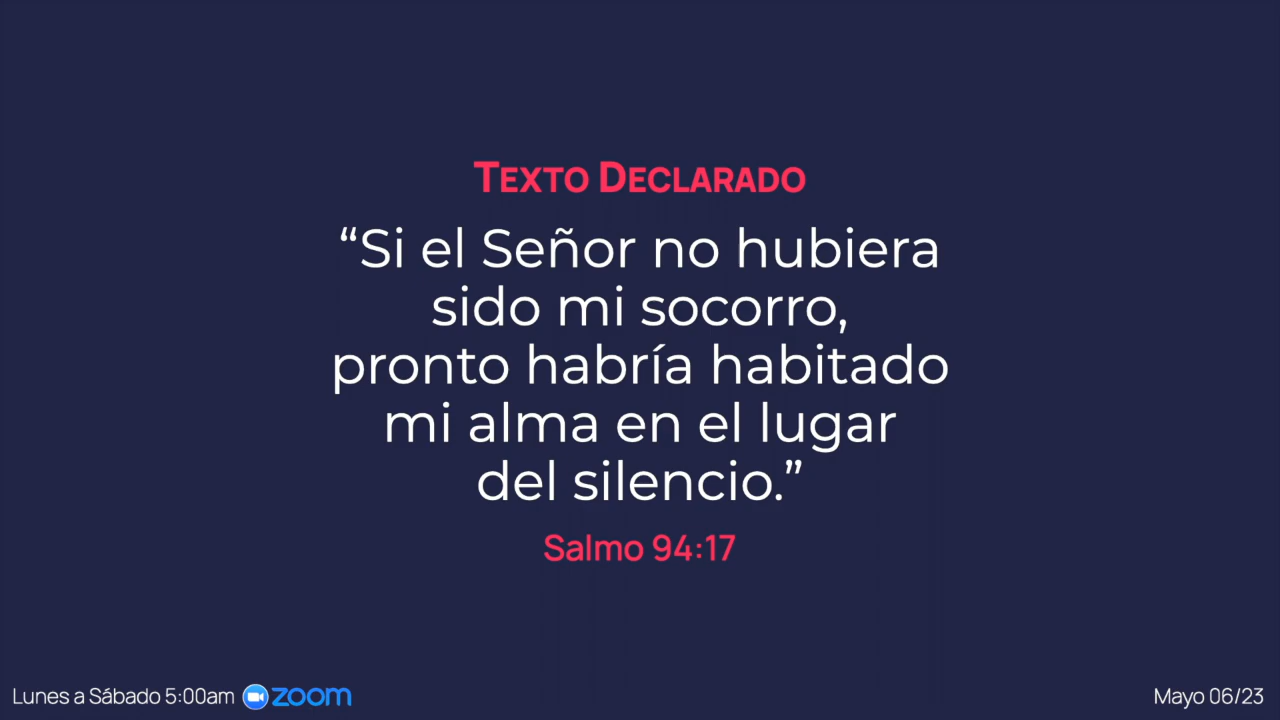 TEXTO DECLARADO
“Si el Señor no hubiera
sido mi socorro,
pronto habría habitado
mi alma en el lugar
del silencio.”
Salmo 94:17
Lunes a Sábado 5:00am zoom
Mayo 06/23